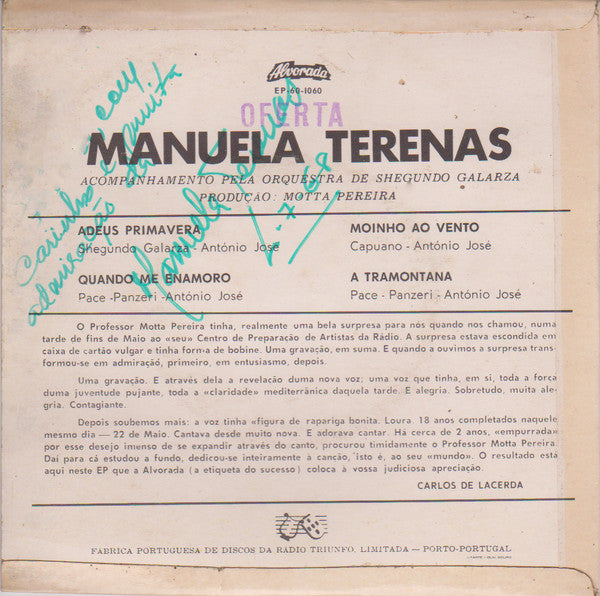 Alvorada
EP-60-1060
OFERTA
MANUELA TERENAS
ACOMPANHAMENTO PELA ORQUESTRA DE SHEGUNDO GALARZA
PRODUÇÃO: MOTTA PEREIRA
Com
muita
Carinho e
admiração da
Manuela Terenas
2-7-68
ADEUS PRIMAVERA
Shegundo Galarza - António José
MOINHO AO VENTO
Capuano - António José
QUANDO ME ENAMORO
Pace - Panzeri - António José
A TRAMONTANA
Pace - Panzeri - António José
O Professor Motta Pereira tinha, realmente uma bela surpresa para nós quando nos chamou, numa
tarde de fins de Maio ao «seu» Centro de Preparação de Artistas da Rádio. A surpresa estava escondida em
caixa de cartão vulgar e tinha forma de bobine. Uma gravação, em suma. E quando a ouvimos a surpresa trans-
formou-se em admiração, primeiro, em entusiasmo, depois.
Uma gravação. E através dela a revelação duma nova voz; uma voz que tinha, em si, toda a força
duma juventude pujante, toda a «claridade» mediterrânica daquela tarde. E alegria. Sobretudo, muita ale-
gria. Contagiante.
Depois soubemos mais: a voz tinha «figura de rapariga bonita. Loura. 18 anos completados naquele
mesmo dia — 22 de Maio. Cantava desde muito nova. E adorava cantar. Há cerca de 2 anos, «empurrada»
por esse desejo imenso de se expandir através do canto, procurou timidamente o Professor Motta Pereira.
Daí para cá estudou a fundo, dedicou-se inteiramente à canção, isto é, ao seu «mundo». O resultado está
aqui neste EP que a Alvorada (a etiqueta do sucesso) coloca à vossa judiciosa apreciação.
CARLOS DE LACERDA
FABRICA PORTUGUESA DE DISCOS DA RÁDIO TRIUNFO, LIMITADA — PORTO-PORTUGAL